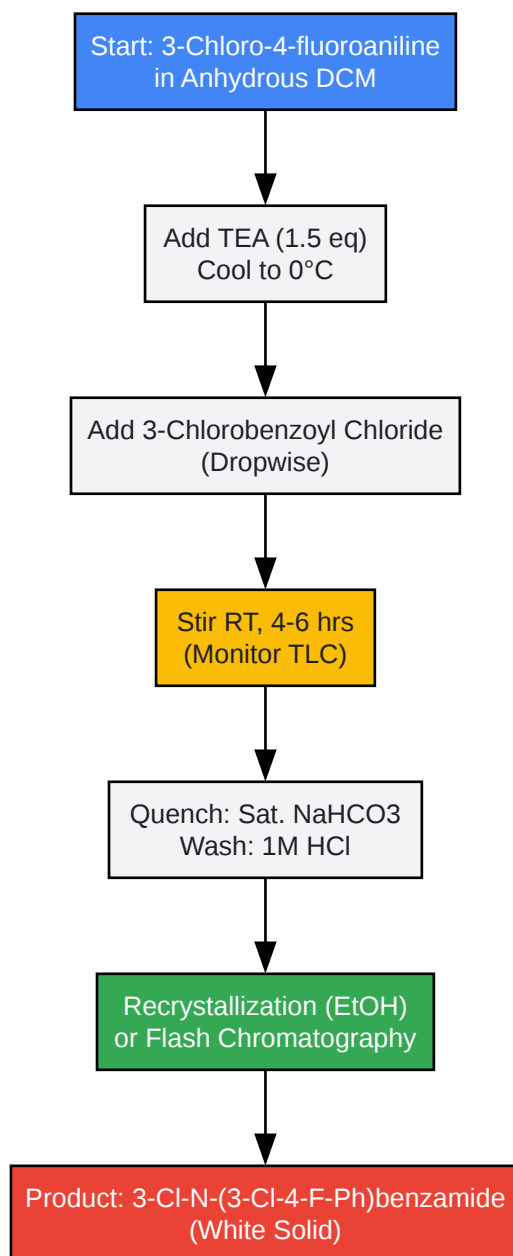 Start: 3-Chloro-4-fluoroaniline
in Anhydrous DCM
Add TEA (1.5 eq)
Cool to 0°C
Add 3-Chlorobenzoyl Chloride
(Dropwise)
Stir RT, 4-6 hrs
(Monitor TLC)
Quench: Sat. NaHCO3
Wash: 1M HCl
Recrystallization (EtOH)
or Flash Chromatography
Product: 3-Cl-N-(3-Cl-4-F-Ph)benzamide
(White Solid)